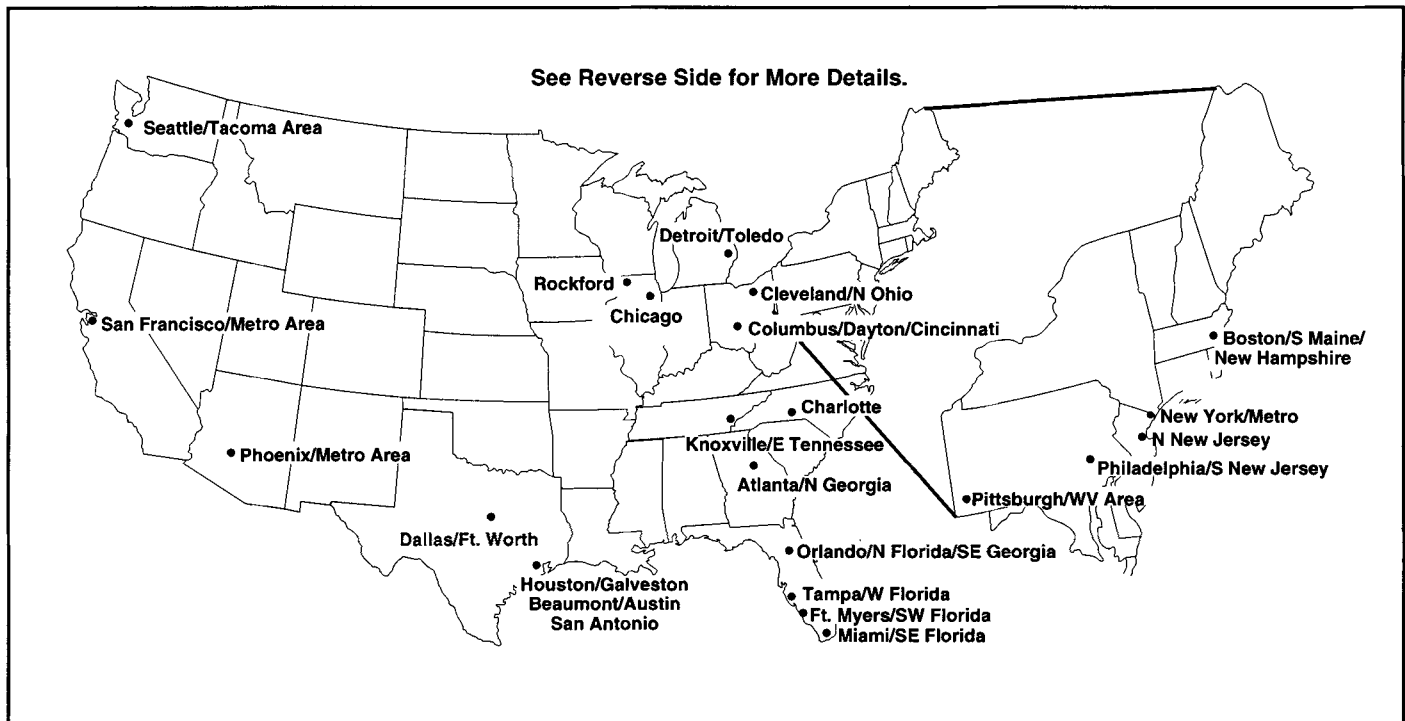 See Reverse Side for More Details.
Seattle/Tacoma Area
Detroit/Toledo
Rockford
Chicago
Cleveland/N Ohio
Columbus/Dayton/Cincinnati
San Francisco/Metro Area
Boston/S Maine/
New Hampshire
Charlotte
New York/Metro
Knoxville/E Tennessee
N New Jersey
Phoenix/Metro Area
Philadelphia/S New Jersey
Atlanta/N Georgia
Pittsburgh/WV Area
Dallas/Ft. Worth
Orlando/N Florida/SE Georgia
Houston/Galveston
Beaumont/Austin
San Antonio
Tampa/W Florida
Ft. Myers/SW Florida
Miami/SE Florida